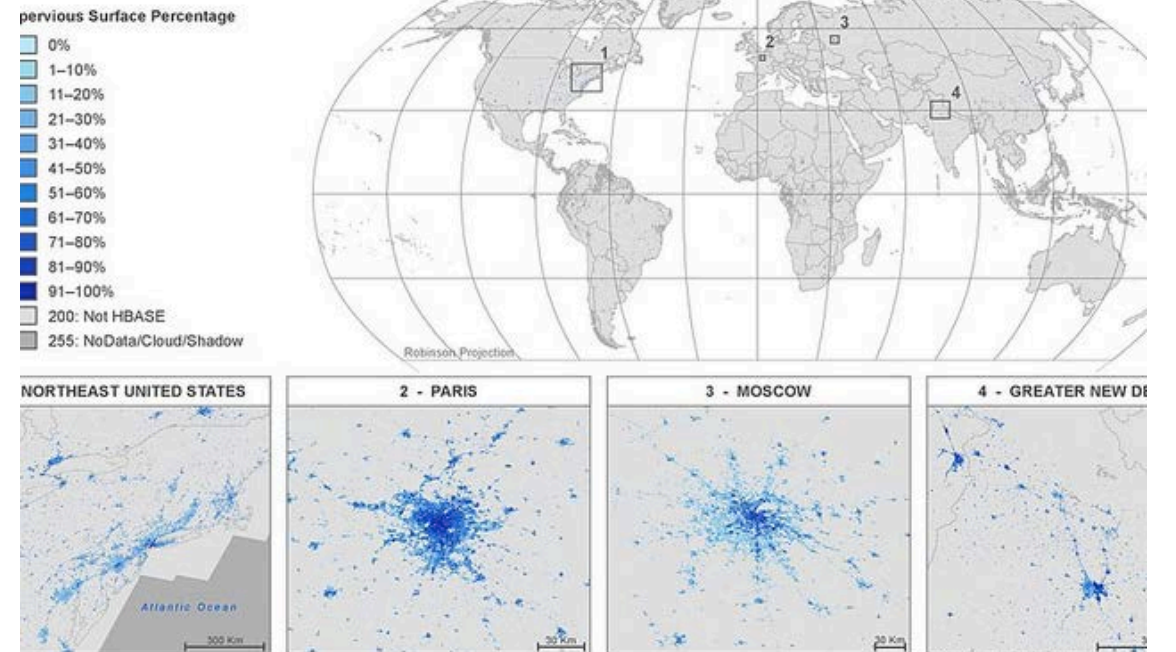 pervious Surface Percentage
0%
1–10%
11–20%
21–30%
31–40%
41–50%
51–60%
61–70%
71–80%
81–90%
91–100%
200: Not HBASE
255: NoData/Cloud/Shadow
1
2
3
4
Robinson Projection
NORTHEAST UNITED STATES
2 - PARIS
3 - MOSCOW
4 - GREATER NEW DE
Atlantic Ocean
300 Km
30 Km
30 Km
3